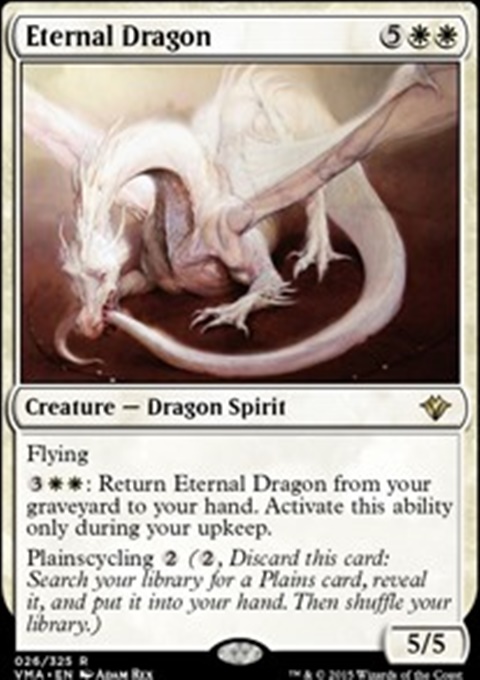 Eternal Dragon 5
Creature — Dragon Spirit
Flying
3: Return Eternal Dragon from your
graveyard to your hand. Activate this ability
only during your upkeep.
Plainscycling 2 (2, Discard this card:
Search your library for a Plains card, reveal
it, and put it into your hand. Then shuffle your
library.)
5/5
026/325 R
VMA • EN Adam Rex
™ & © 2015 Wizards of the Coast